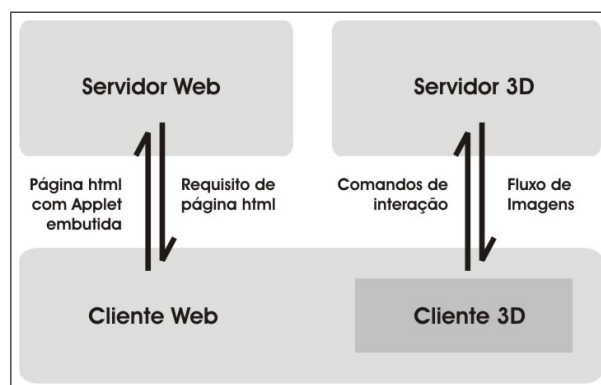 Servidor Web
Servidor 3D
Página html
com Applet
embutida
Requisito de
página html
Comandos de
interação
Fluxo de
Imagens
Cliente Web
Cliente 3D